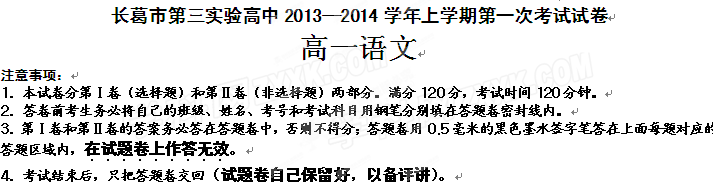 长葛市第三实验高中2013—2014学年上学期第一次考试试卷
高一语文
注意事项：
1. 本试卷分第Ⅰ卷（选择题）和第Ⅱ卷（非选择题）两部分。满分120分，考试时间120分钟。
2. 答卷前考生务必将自己的班级、姓名、考号和考试科目用钢笔分别填在答题卷密封线内。
3. 第Ⅰ卷和第Ⅱ卷的答案务必答在答题卷中，否则不得分；答题卷用0.5毫米的黑色墨水签字笔答在上面每题对应的
答题区域内，在试题卷上作答无效。
4. 考试结束后，只把答题卷交回（试题卷自己保留好，以备评讲）。